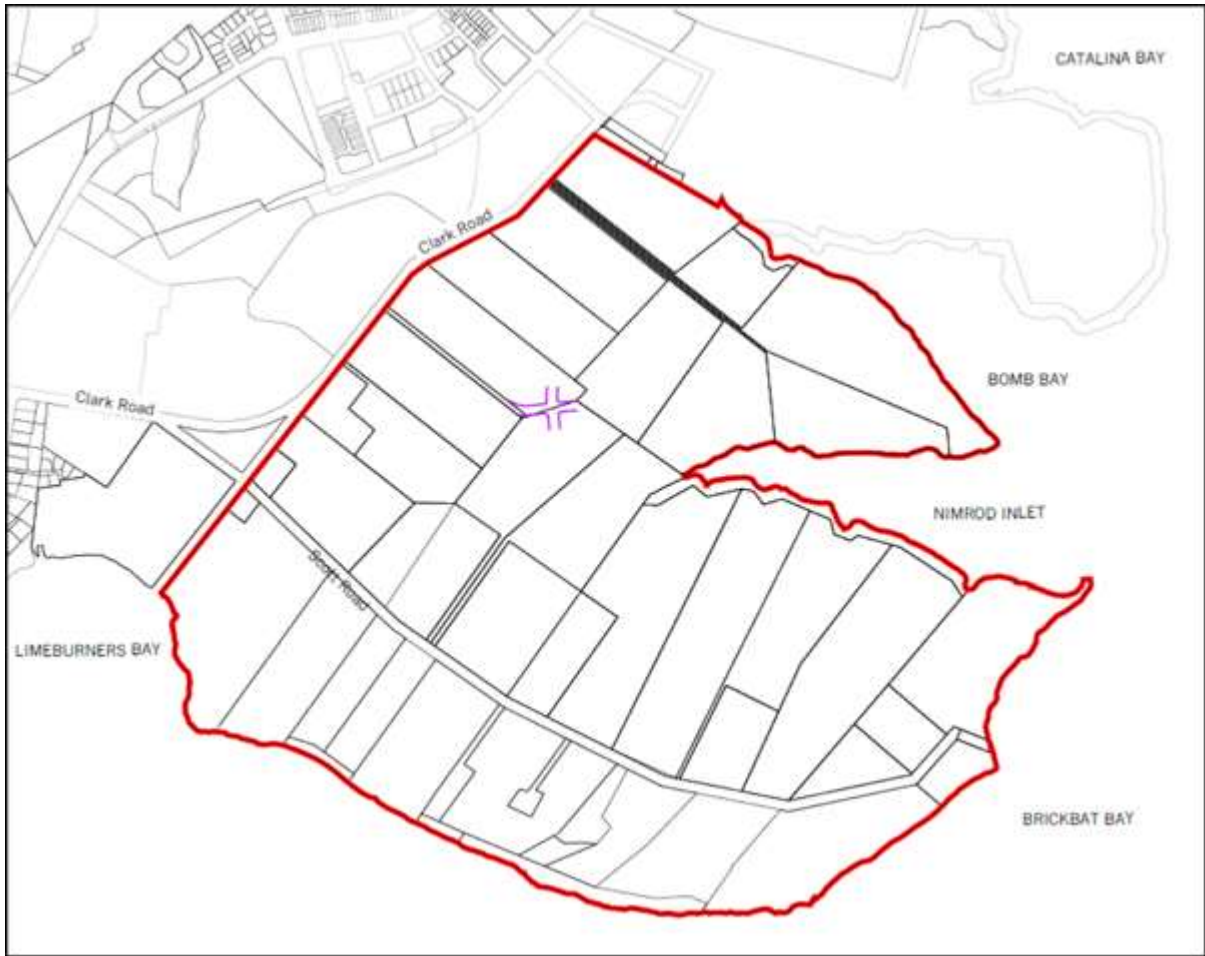 CATALINA BAY
Clark Road
BOMB BAY
Clark Road
NIMROD INLET
Scott Road
LIMEBURNERS BAY
BRICKBAT BAY